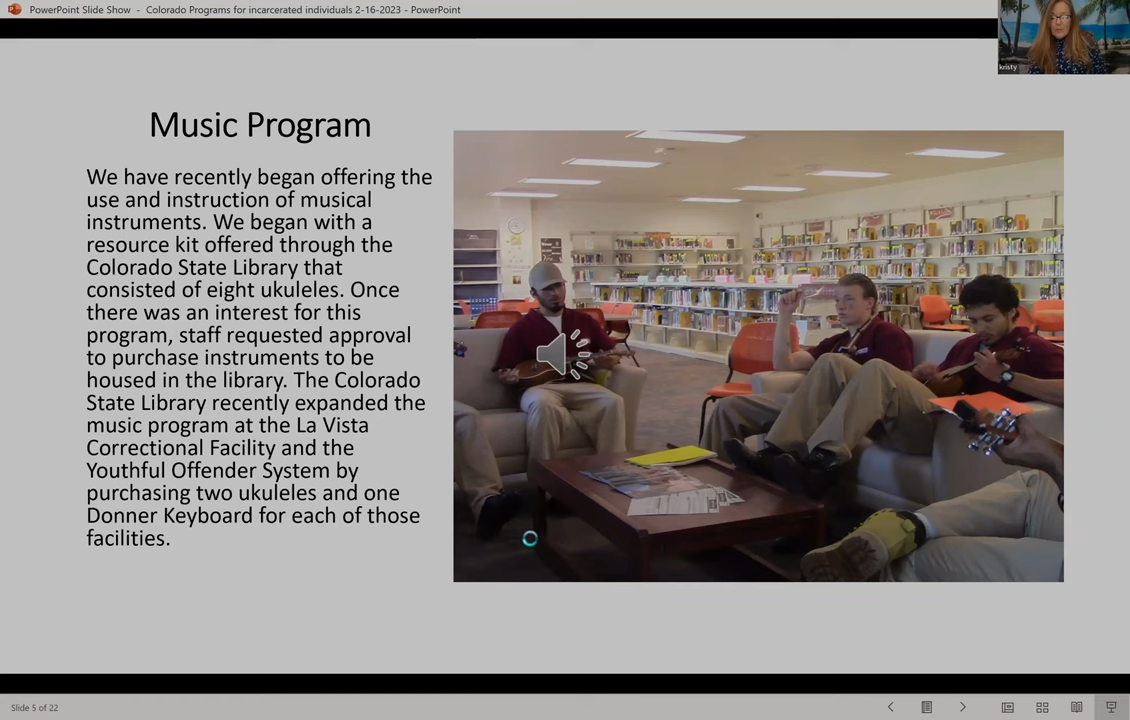 PowerPoint Slide Show - Colorado Programs for incarcerated individuals 2-16-2023 - PowerPoint
kristy
Music Program
We have recently began offering the
use and instruction of musical
instruments. We began with a
resource kit offered through the
Colorado State Library that
consisted of eight ukuleles. Once
there was an interest for this
program, staff requested approval
to purchase instruments to be
housed in the library. The Colorado
State Library recently expanded the
music program at the La Vista
Correctional Facility and the
Youthful Offender System by
purchasing two ukuleles and one
Donner Keyboard for each of those
facilities.
Slide 5 of 22